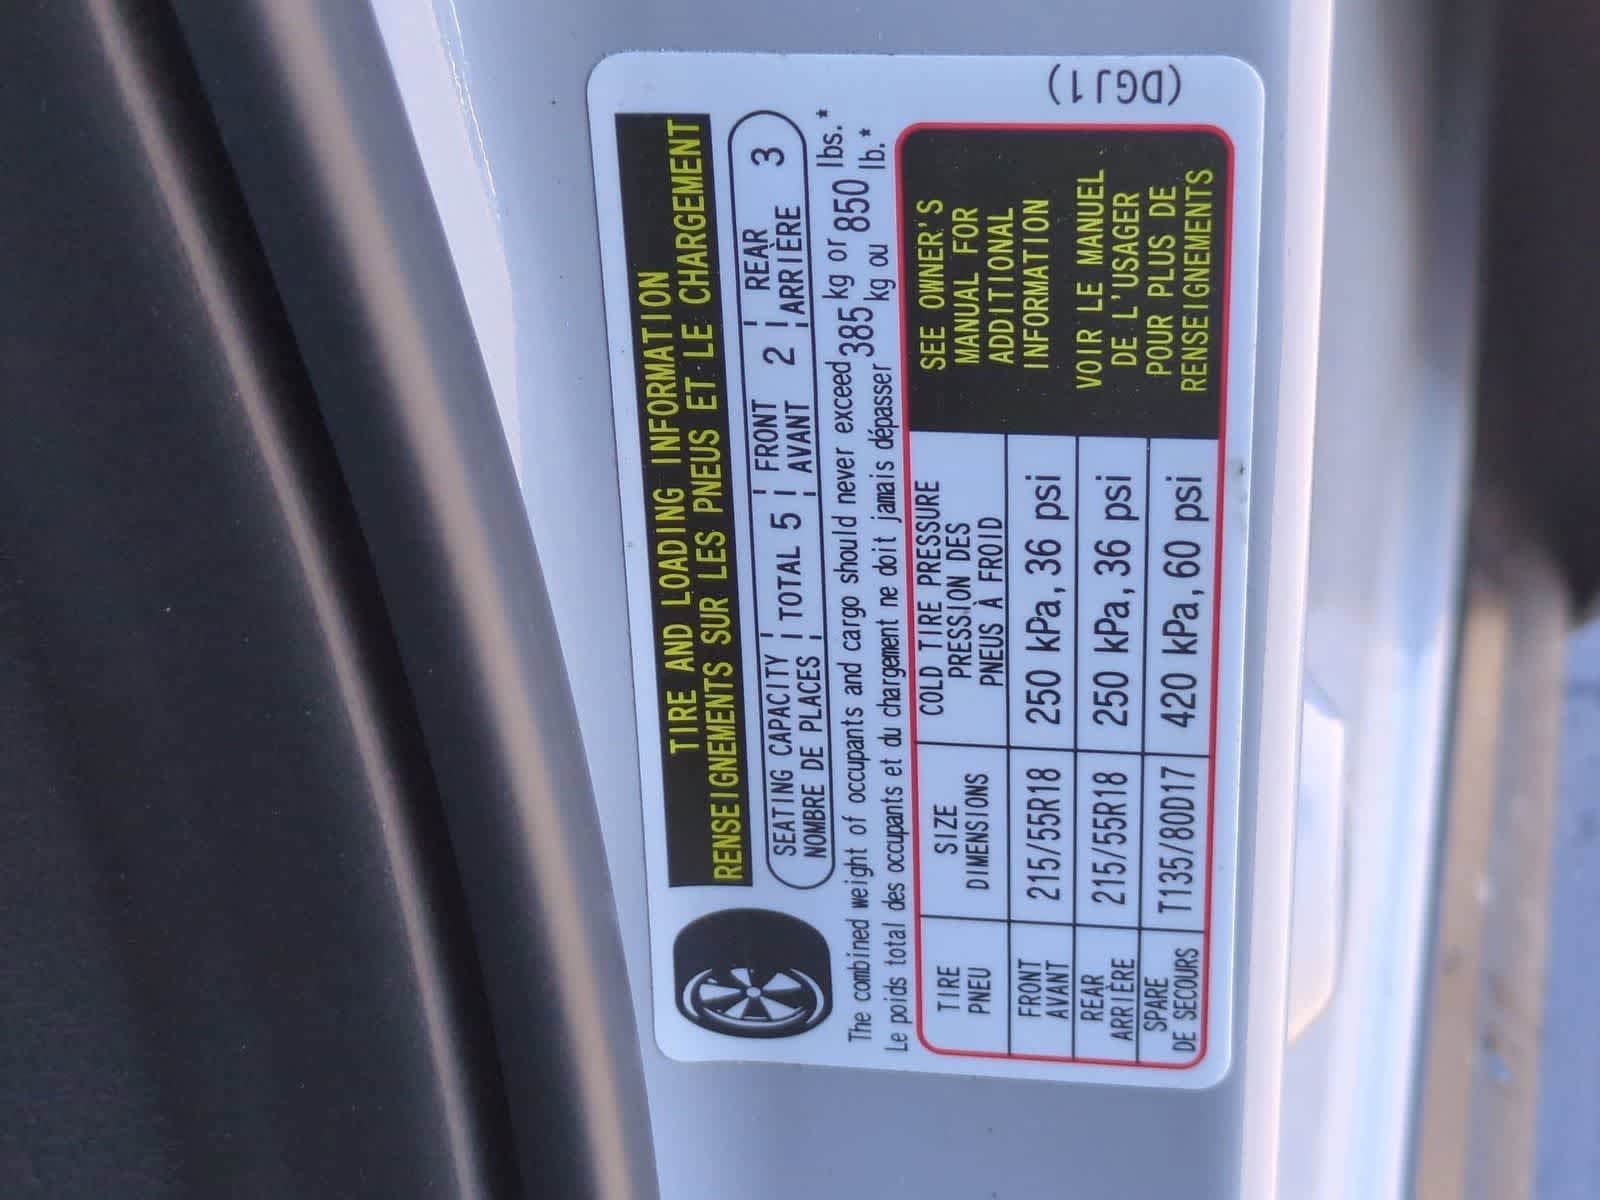 TIRE AND LOADING INFORMATION
RENSEIGNEMENTS SUR LES PNEUS ET LE CHARGEMENT
SEATING CAPACITY TOTAL 5 FRONT 2 REAR 3
NOMBRE DE PLACES AVANT ARRIÈRE
The combined weight of occupants and cargo should never exceed 385 kg or 850 lbs.*
Le poids total des occupants et du chargement ne doit jamais dépasser kg ou lb.*
TIRE
PNEU
SIZE
DIMENSIONS
COLD TIRE PRESSURE
PRESSION DES
PNEUS À FROID
FRONT
AVANT
215/55R18
250 kPa, 36 psi
REAR
ARRIÈRE
215/55R18
250 kPa, 36 psi
SPARE
DE SECOURS
T135/80D17
420 kPa, 60 psi
SEE OWNER'S
MANUAL FOR
ADDITIONAL
INFORMATION
VOIR LE MANUEL
DE L'USAGER
POUR PLUS DE
RENSEIGNEMENTS
(DGJ1)